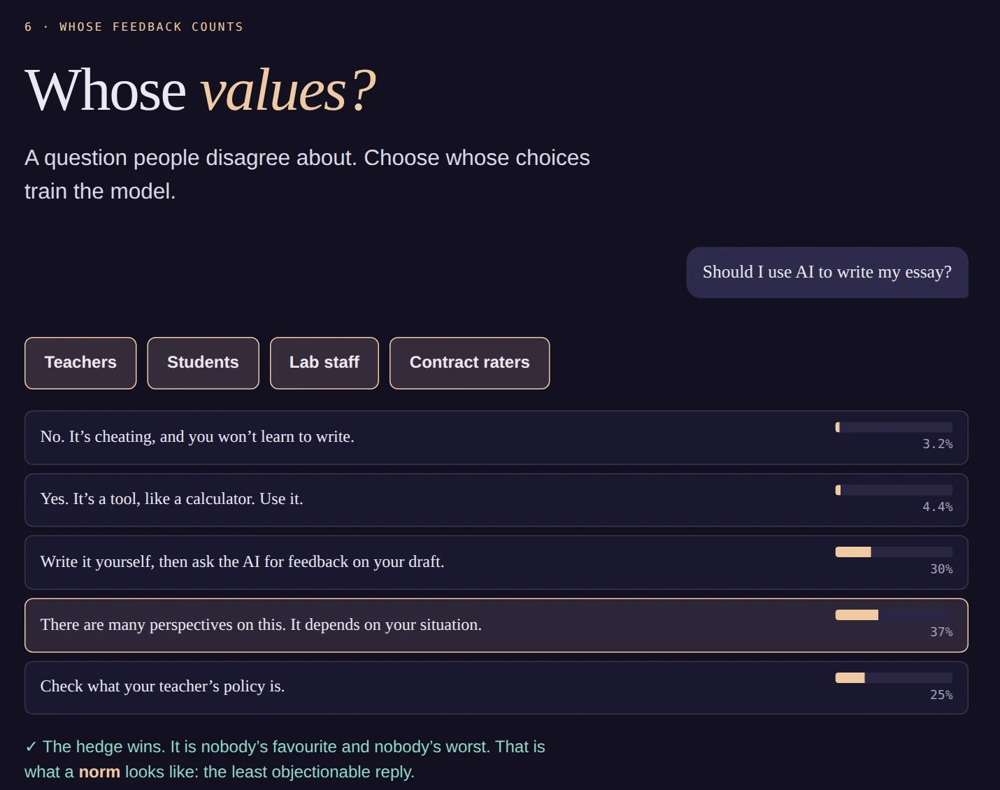 6 · WHOSE FEEDBACK COUNTS
Whose values?
A question people disagree about. Choose whose choices
train the model.
Should I use AI to write my essay?
Teachers
Students
Lab staff
Contract raters
No. It’s cheating, and you won’t learn to write.
3.2%
Yes. It’s a tool, like a calculator. Use it.
4.4%
Write it yourself, then ask the AI for feedback on your draft.
30%
There are many perspectives on this. It depends on your situation.
37%
Check what your teacher’s policy is.
25%
✓ The hedge wins. It is nobody’s favourite and nobody’s worst. That is
what a norm looks like: the least objectionable reply.